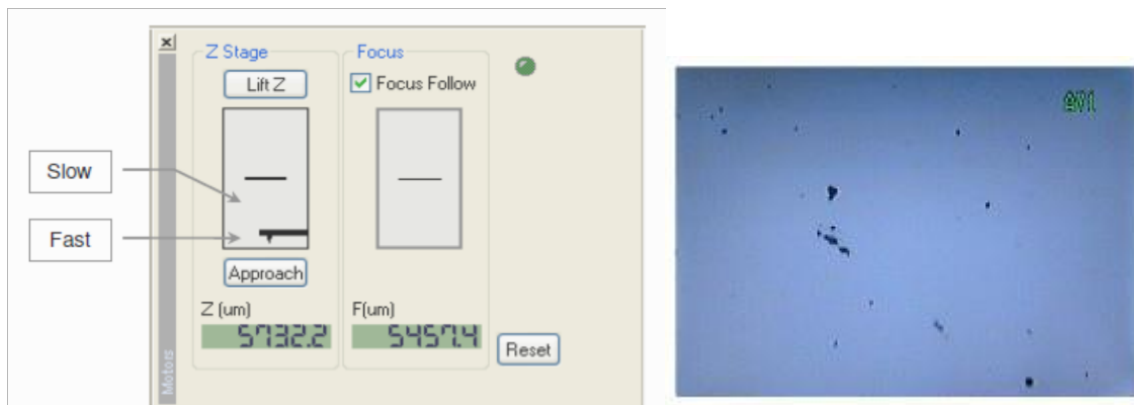 Z Stage
Focus
Lift Z
Focus Follow
Slow
Fast
Approach
Z (um)
F(um)
5732.2
5457.4
Reset
Motors